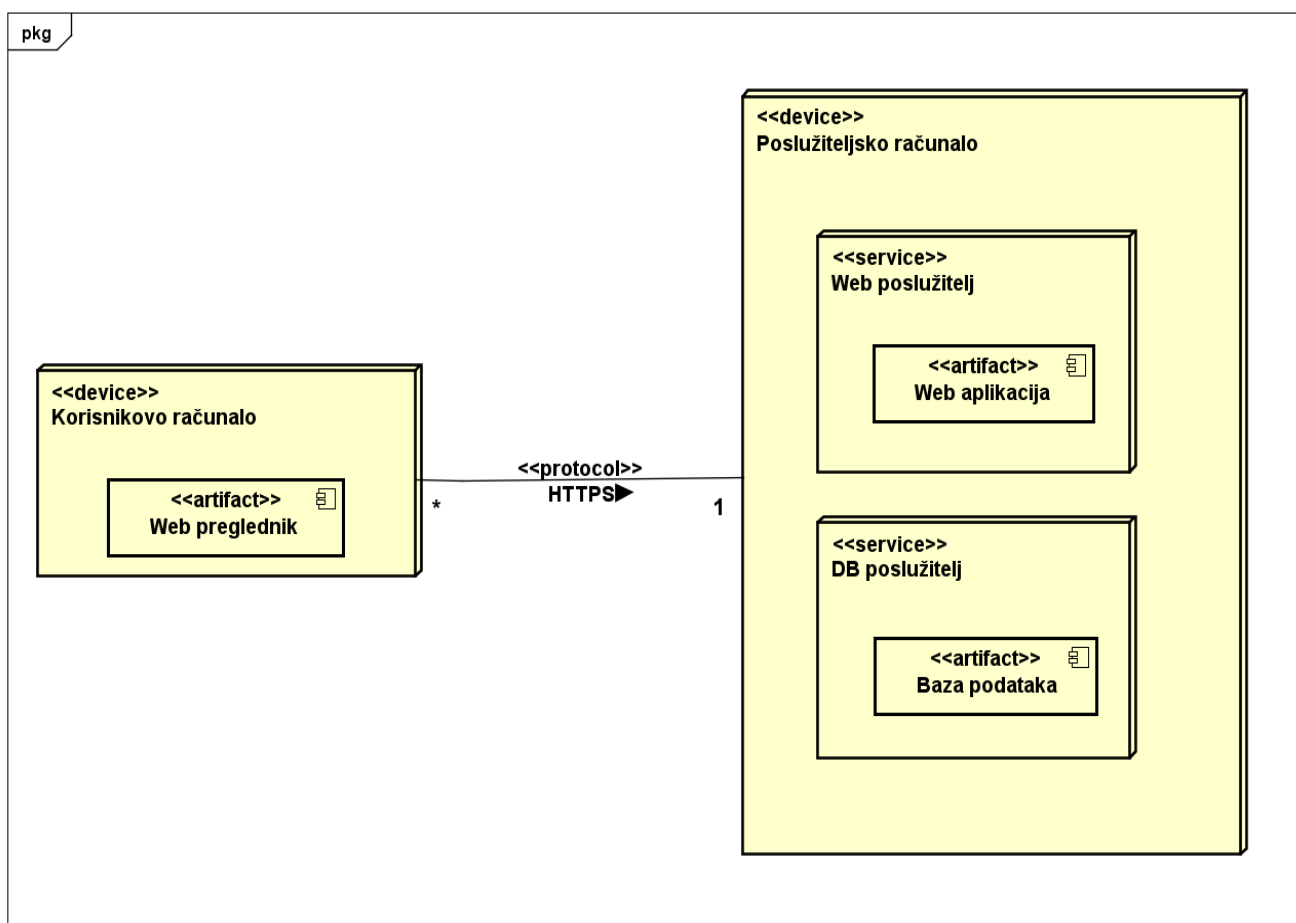 pkg
<<device>>
Korisnikovo računalo
<<artifact>>
Web preglednik
<<protocol>>
HTTPS
*
1
<<device>>
Poslužiteljsko računalo
<<service>>
Web poslužitelj
<<artifact>>
Web aplikacija
<<service>>
DB poslužitelj
<<artifact>>
Baza podataka